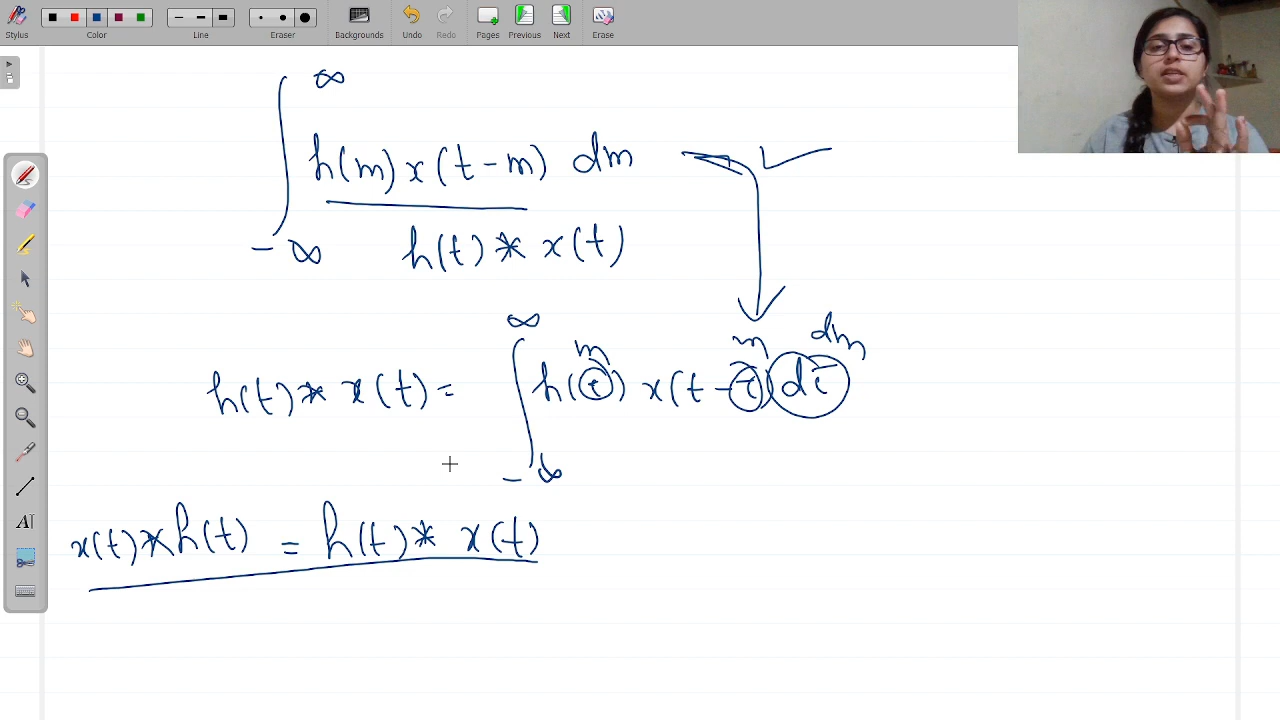 Stylus Color Line Eraser Backgrounds Undo Redo Pages Previous Next Erase
∞
∫ h(m) x(t-m) dm
-∞
h(t) * x(t)
∞
m m dm
h(t) * x(t) = ∫ h(τ) x(t-τ) dτ
-∞
x(t) * h(t) = h(t) * x(t)